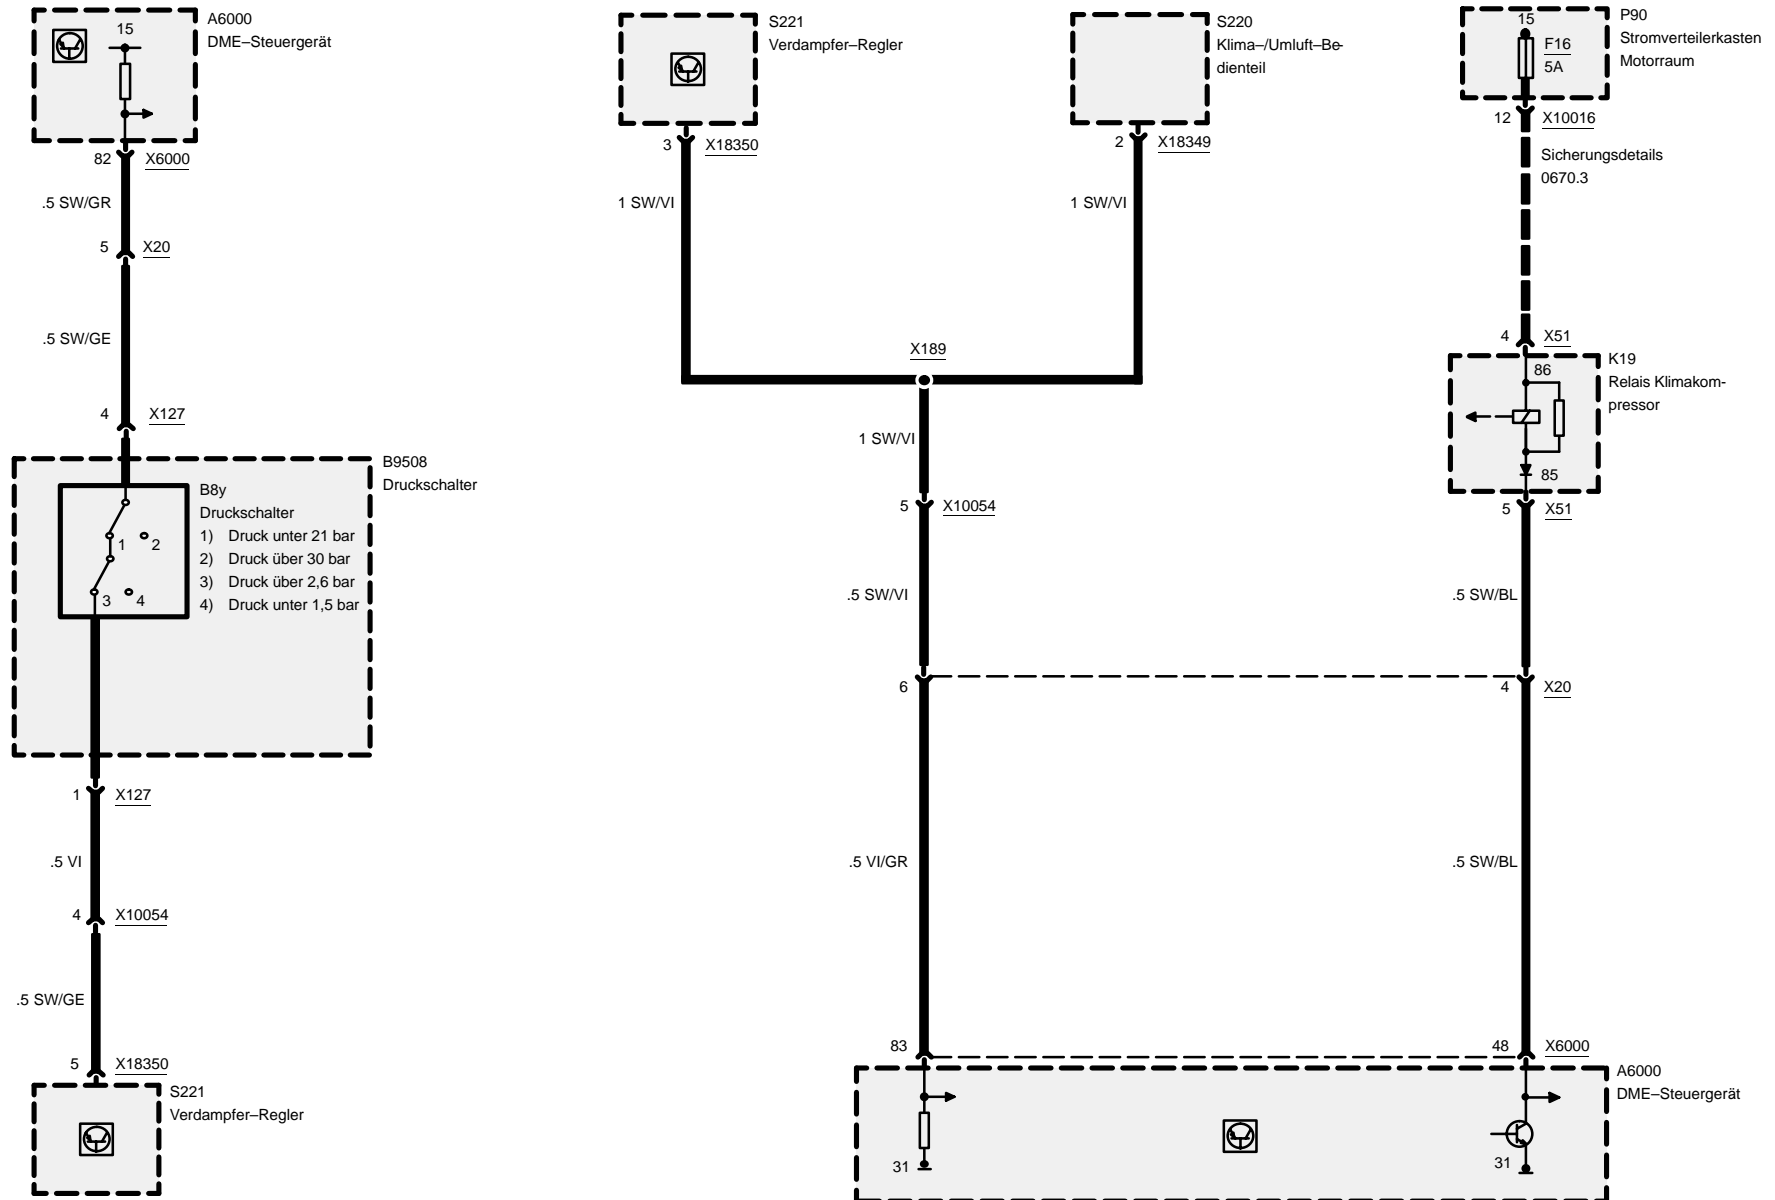 A6000
DME–Steuergerät
15
82 X6000
.5 SW/GR
5 X20
.5 SW/GE
4 X127
B9508
Druckschalter
B8y
Druckschalter
1) Druck unter 21 bar
2) Druck über 30 bar
3) Druck über 2,6 bar
4) Druck unter 1,5 bar
1 2
3 4
1 X127
.5 VI
4 X10054
.5 SW/GE
5 X18350
S221
Verdampfer–Regler
S221
Verdampfer–Regler
3 X18350
1 SW/VI
S220
Klima–/Umluft–Be-
dienteil
2 X18349
1 SW/VI
X189
1 SW/VI
5 X10054
.5 SW/VI
6
.5 VI/GR
83
31
P90
Stromverteilerkasten
Motorraum
15
F16
5A
12 X10016
Sicherungsdetails
0670.3
4 X51
K19
Relais Klimakom-
pressor
86
85
5 X51
.5 SW/BL
4 X20
.5 SW/BL
48 X6000
A6000
DME–Steuergerät
31